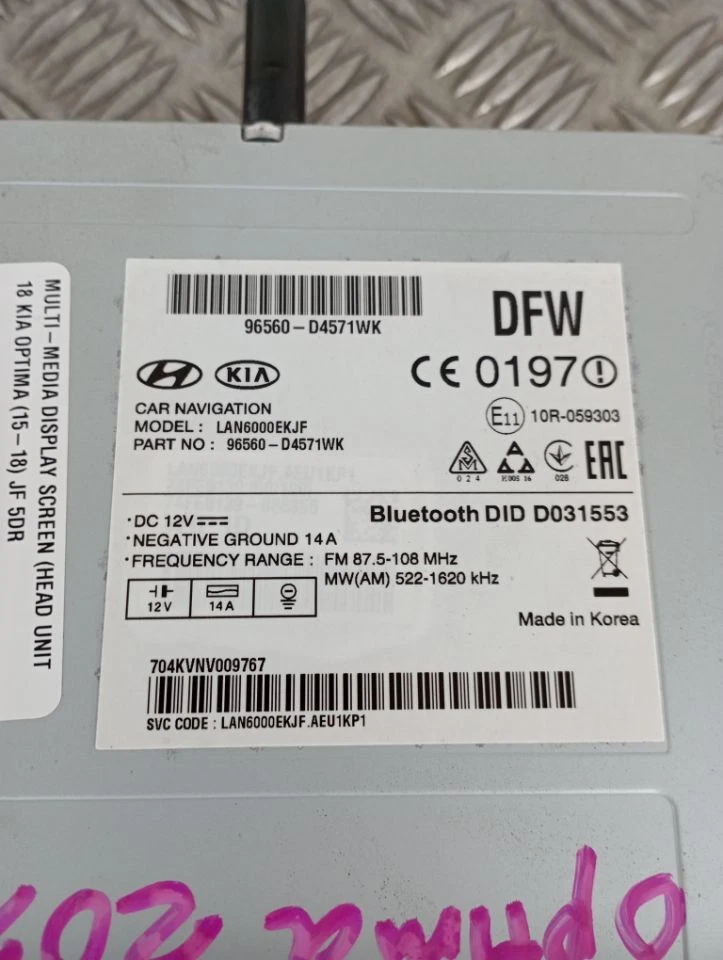 96560-D4571WK
DFW
KIA
CE 0197
CAR NAVIGATION
MODEL : LAN6000EKJF
PART NO : 96560-D4571WK
E11 10R-059303
024
028
EAC
·DC 12V
·NEGATIVE GROUND 14A
·FREQUENCY RANGE : FM 87.5-108 MHz
MW(AM) 522-1620 kHz
12V 14A
Bluetooth DID D031553
Made in Korea
704KVNV009767
SVC CODE : LAN6000EKJF.AEU1KP1
MULTI-MEDIA DISPLAY SCREEN (HEAD UNIT
18 KIA OPTIMA (15-18) JF 5DR